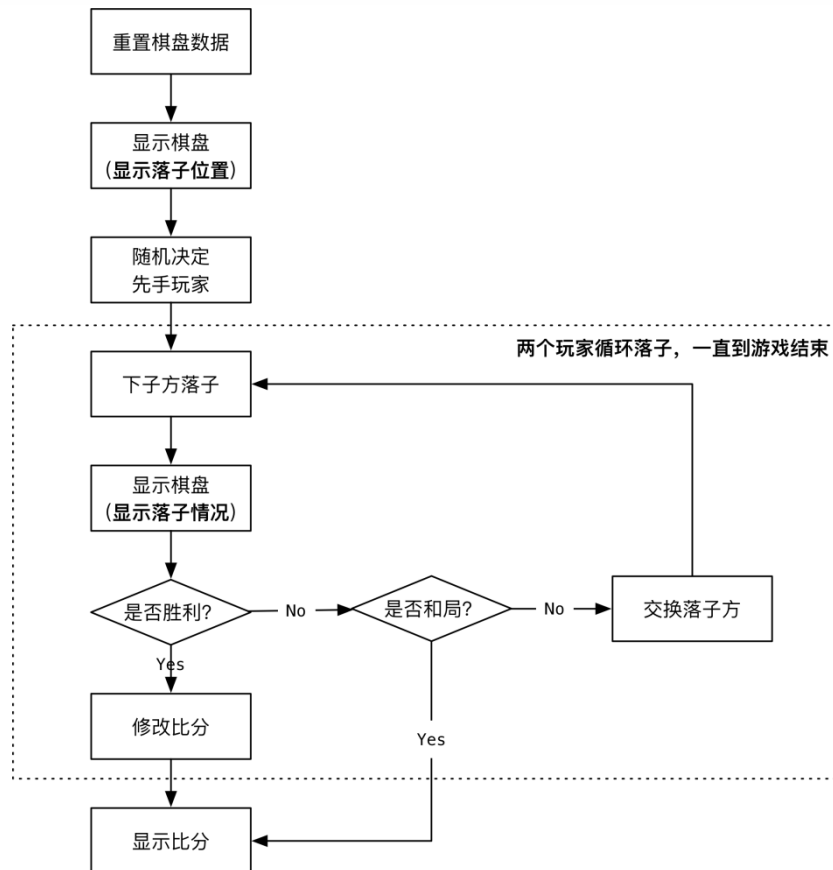 重置棋盘数据
显示棋盘
(显示落子位置)
随机决定
先手玩家
两个玩家循环落子，一直到游戏结束
下子方落子
显示棋盘
(显示落子情况)
是否胜利?
No
是否和局?
No
交换落子方
Yes
修改比分
Yes
显示比分